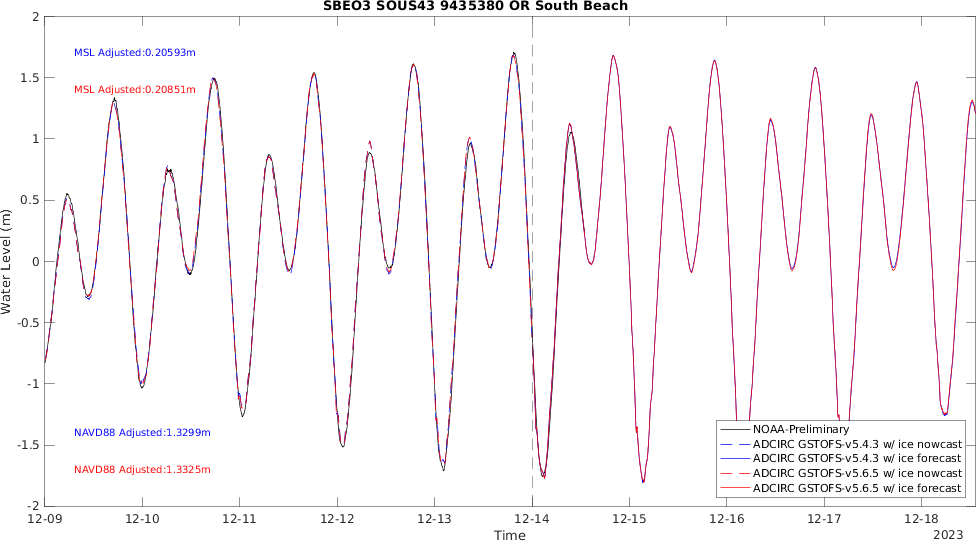 SBEO3 SOUS43 9435380 OR South Beach
2
1.5
1
0.5
0
-0.5
-1
-1.5
-2
Water Level (m)
MSL Adjusted:0.20593m
MSL Adjusted:0.20851m
NAVD88 Adjusted:1.3299m
NAVD88 Adjusted:1.3325m
NOAA-Preliminary
ADCIRC GSTOFS-v5.4.3 w/ ice nowcast
ADCIRC GSTOFS-v5.4.3 w/ ice forecast
ADCIRC GSTOFS-v5.6.5 w/ ice nowcast
ADCIRC GSTOFS-v5.6.5 w/ ice forecast
12-09 12-10 12-11 12-12 12-13 12-14 12-15 12-16 12-17 12-18
Time
2023